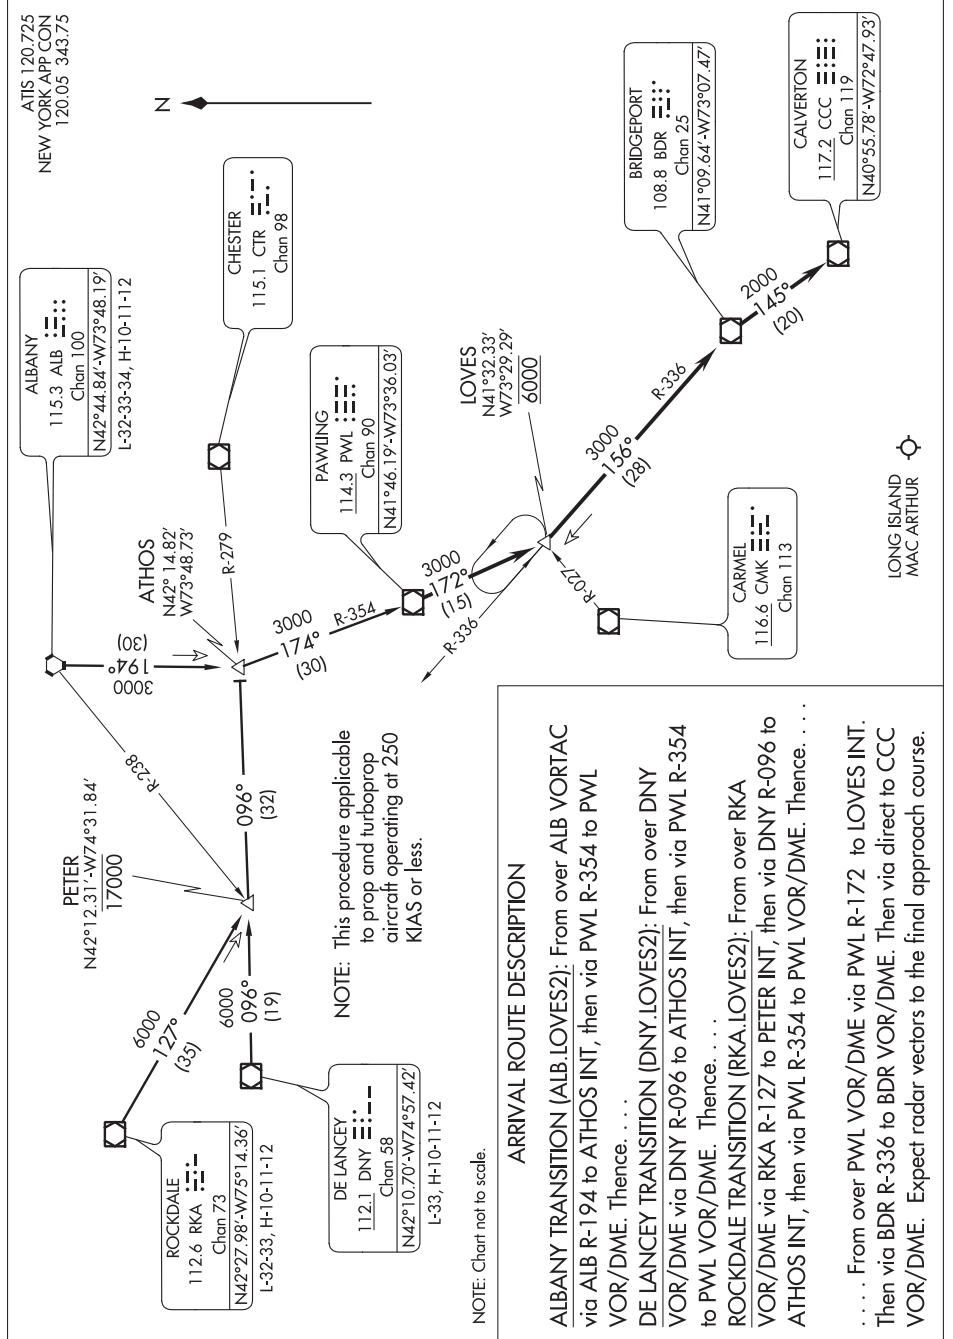 ATIS 120.725
NEW YORK APP CON
120.05 343.75
N
ALBANY
115.3 ALB
Chan 100
N42°44.84'-W73°48.19'
L-32-33-34, H-10-11-12
CHESTER
115.1 CTR
Chan 98
R-279
ATHOS
N42° 14.82'
W73°48.73'
3000
194°
(30)
R-238
PETER
N42°12.31'-W74°31.84'
17000
6000
127°
(35)
6000
096°
(19)
096°
(32)
ROCKDALE
112.6 RKA
Chan 73
N42°27.98'-W75°14.36'
L-32-33, H-10-11-12
DE LANCEY
112.1 DNY
Chan 58
N42°10.70'-W74°57.42'
L-33, H-10-11-12
3000
174°
(30)
R-354
PAWLING
114.3 PWL
Chan 90
N41°46.19'-W73°36.03'
3000
172°
(15)
R-336
LOVES
N41°32.33'
W73°29.29'
6000
R-027
CARMEL
116.6 CMK
Chan 113
3000
156°
(28)
R-336
BRIDGEPORT
108.8 BDR
Chan 25
N41°09.64'-W73°07.47'
2000
145°
(20)
CALVERTON
117.2 CCC
Chan 119
N40°55.78'-W72°47.93'
LONG ISLAND
MAC ARTHUR
NOTE: This procedure applicable
to prop and turboprop
aircraft operating at 250
KIAS or less.
NOTE: Chart not to scale.
ARRIVAL ROUTE DESCRIPTION
ALBANY TRANSITION (ALB.LOVES2): From over ALB VORTAC
via ALB R-194 to ATHOS INT, then via PWL R-354 to PWL
VOR/DME. Thence. . . .
DE LANCEY TRANSITION (DNY.LOVES2): From over DNY
VOR/DME via DNY R-096 to ATHOS INT, then via PWL R-354
to PWL VOR/DME. Thence. . . .
ROCKDALE TRANSITION (RKA.LOVES2): From over RKA
VOR/DME via RKA R-127 to PETER INT, then via DNY R-096 to
ATHOS INT, then via PWL R-354 to PWL VOR/DME. Thence. . . .
. . . . From over PWL VOR/DME via PWL R-172 to LOVES INT.
Then via BDR R-336 to BDR VOR/DME. Then via direct to CCC
VOR/DME. Expect radar vectors to the final approach course.